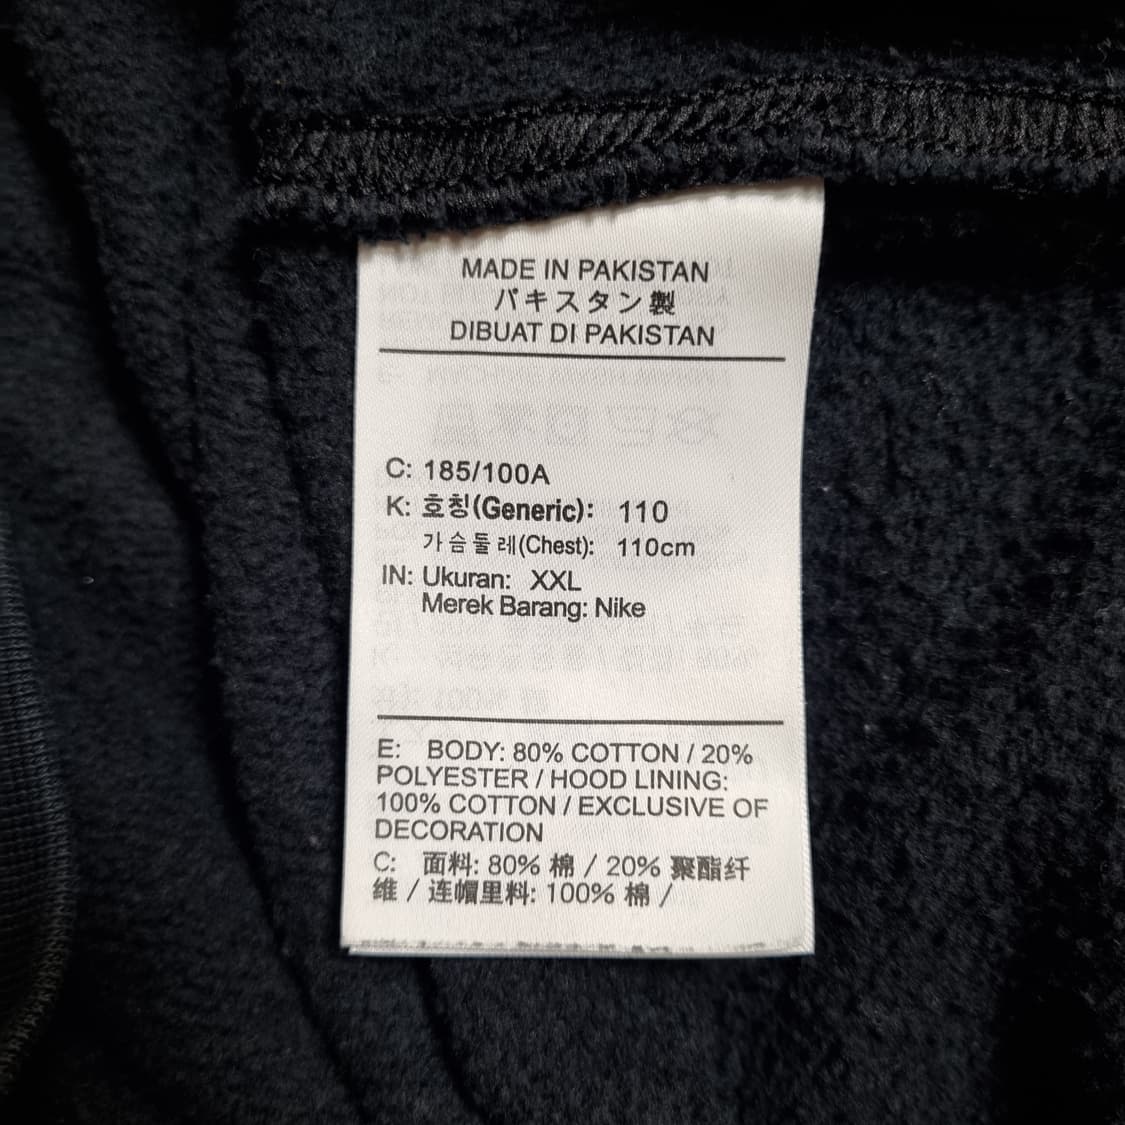 MADE IN PAKISTAN
パキスタン製
DIBUAT DI PAKISTAN
C: 185/100A
K: 호칭(Generic): 110
가슴둘레(Chest): 110cm
IN: Ukuran: XXL
Merek Barang: Nike
E: BODY: 80% COTTON / 20%
POLYESTER / HOOD LINING:
100% COTTON / EXCLUSIVE OF
DECORATION
C: 面料: 80% 棉 / 20% 聚酯纤
维 / 连帽里料: 100% 棉 /